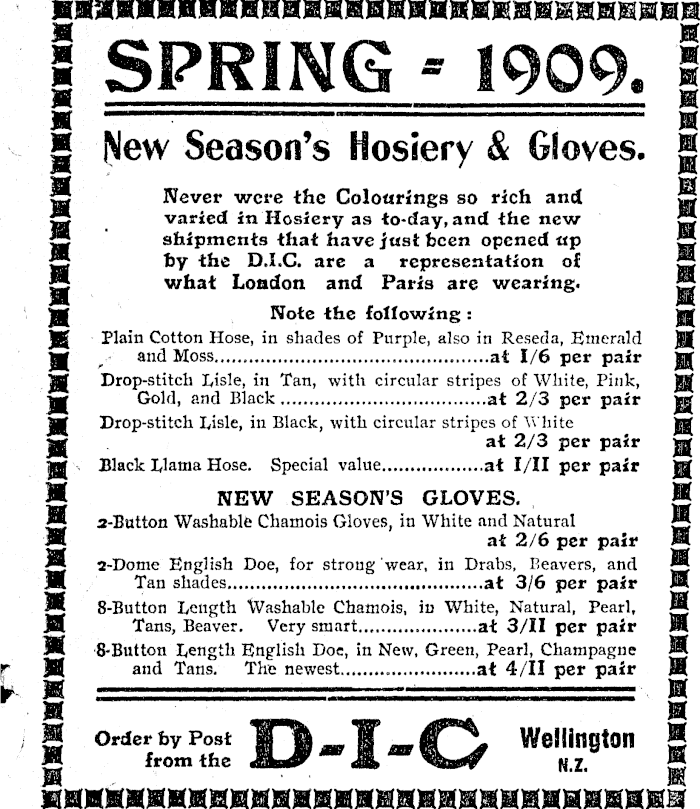 SPRING = 1909.
New Season's Hosiery & Gloves.
Never were the Colourings so rich and
varied in Hosiery as to-day, and the new
shipments that have just been opened up
by the D.I.C. are a representation of
what London and Paris are wearing.
Note the following:
Plain Cotton Hose, in shades of Purple, also in Reseda, Emerald
and Moss................................................at 1/6 per pair
Drop-stitch Lisle, in Tan, with circular stripes of White, Pink,
Gold, and Black ....................................at 2/3 per pair
Drop-stitch Lisle, in Black, with circular stripes of White
at 2/3 per pair
Black Llama Hose. Special value..................at 1/11 per pair
NEW SEASON'S GLOVES.
2-Button Washable Chamois Gloves, in White and Natural
at 2/6 per pair
2-Dome English Doe, for strong wear, in Drabs, Beavers, and
Tan shades.............................................at 3/6 per pair
8-Button Length Washable Chamois, in White, Natural, Pearl,
Tans, Beaver. Very smart.....................at 3/11 per pair
8-Button Length English Doe, in New, Green, Pearl, Champagne
and Tans. The newest........................at 4/11 per pair
Order by Post
from the
D-I-C
Wellington
N.Z.